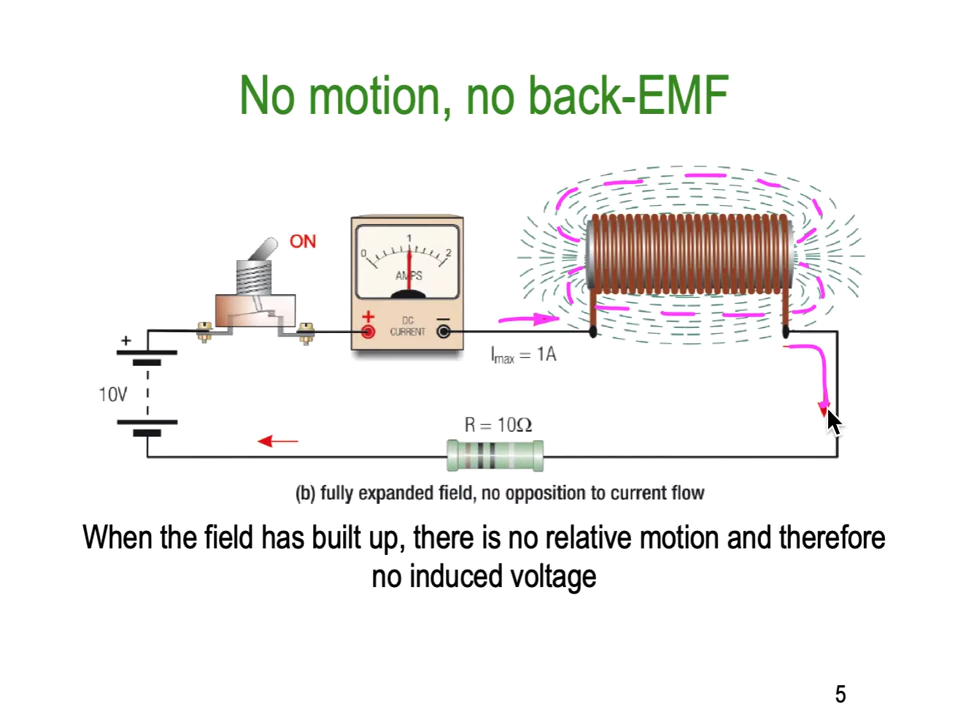 No motion, no back-EMF
ON
0 1 2
AMPS
+ DC –
CURRENT
+
10V
Imax = 1A
R = 10Ω
(b) fully expanded field, no opposition to current flow
When the field has built up, there is no relative motion and therefore
no induced voltage
5